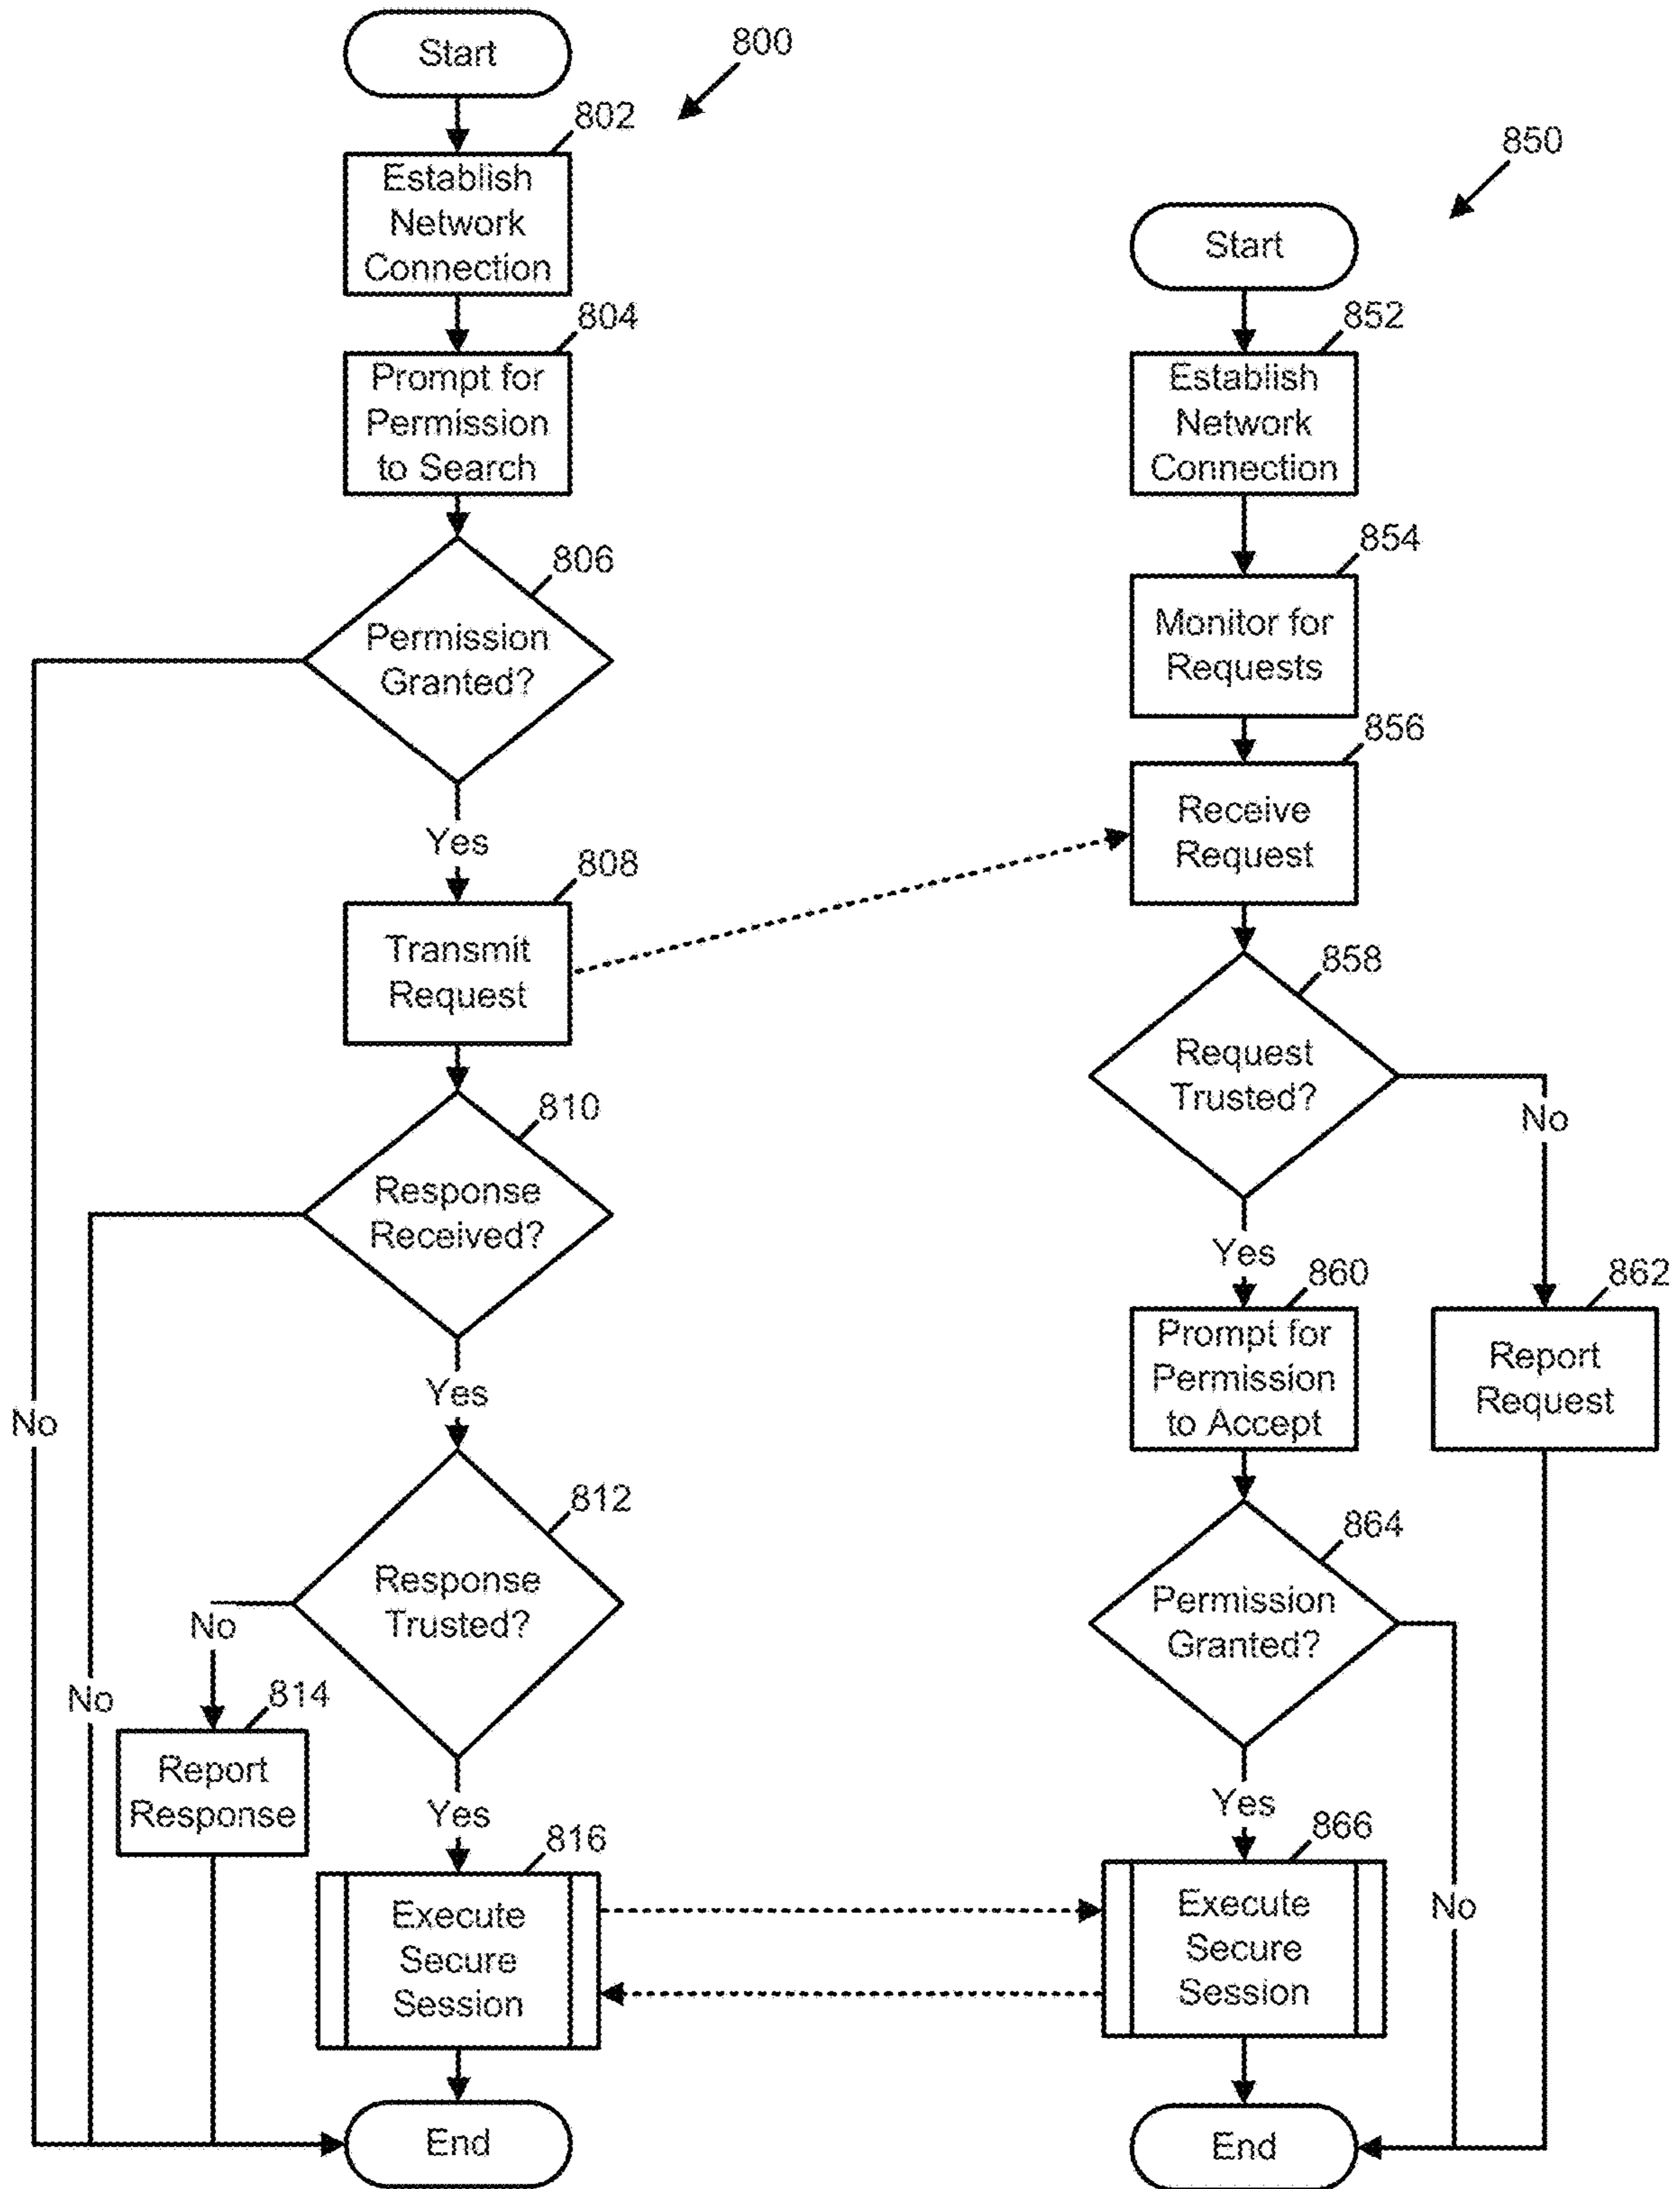 Start
800
802
Establish
Network
Connection
804
Prompt for
Permission
to Search
806
Permission
Granted?
Yes
808
Transmit
Request
810
Response
Received?
Yes
No
812
Response
Trusted?
No
No
814
Report
Response
Yes
816
Execute
Secure
Session
End
850
Start
852
Establish
Network
Connection
854
Monitor for
Requests
856
Receive
Request
858
Request
Trusted?
No
Yes
860
Prompt for
Permission
to Accept
862
Report
Request
864
Permission
Granted?
Yes
866
Execute
Secure
Session
No
End